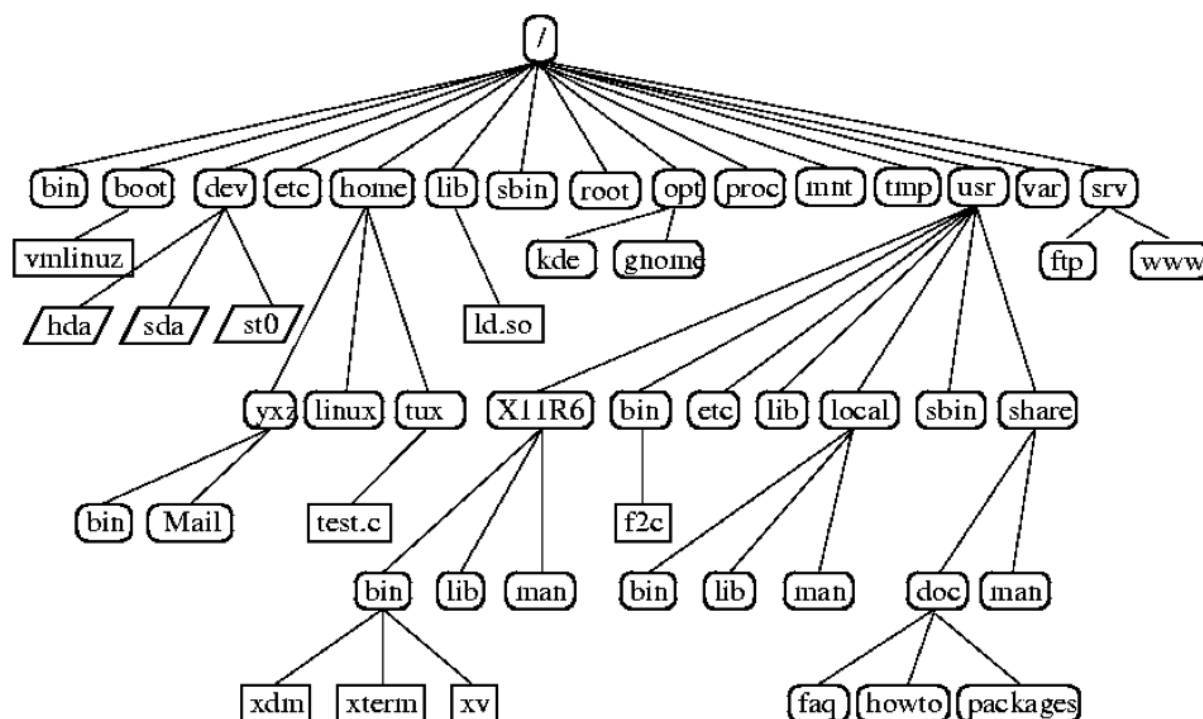 /
bin boot dev etc home lib sbin root opt proc mnt tmp usr var srv
vmlinuz kde gnome ftp www
hda sda st0 ld.so
yxz linux tux X11R6 bin etc lib local sbin share
bin Mail test.c f2c
bin lib man bin lib man doc man
xdm xterm xv faq howto packages